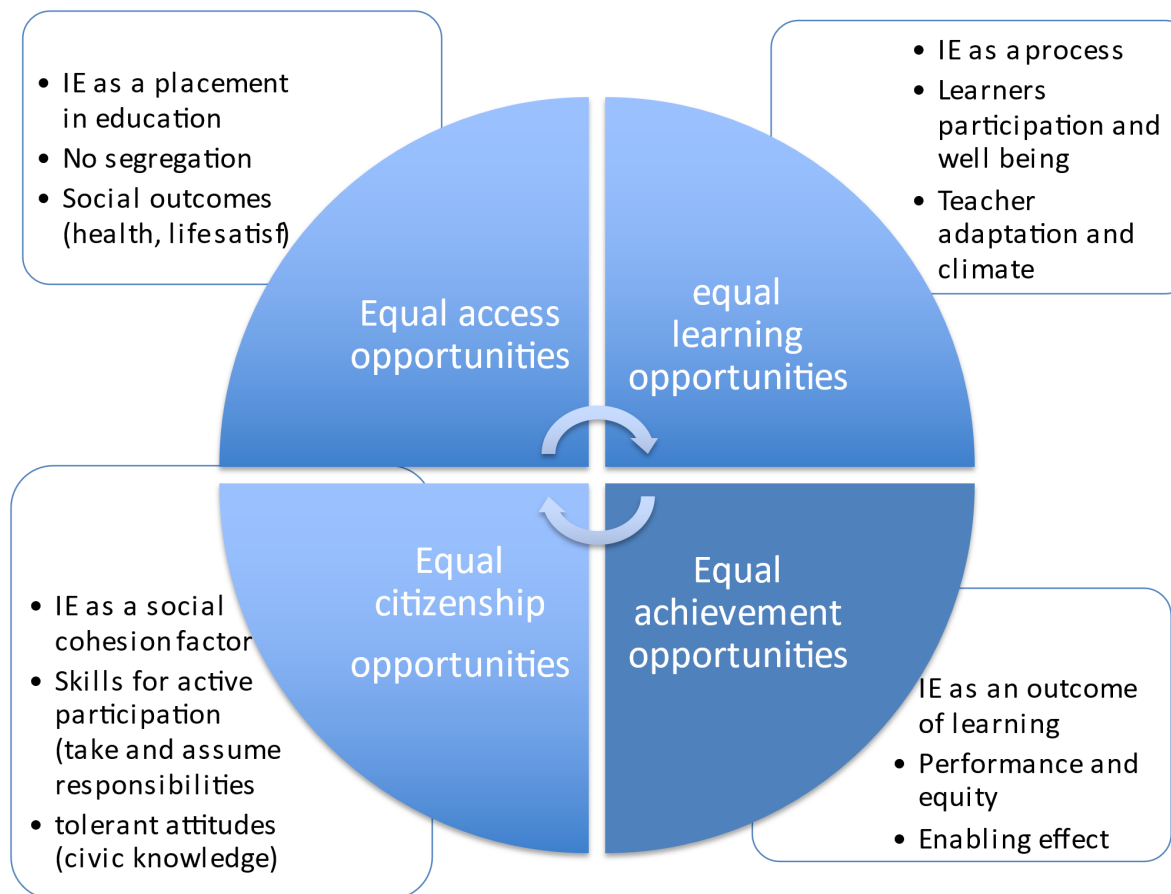 • IE as a placement
in education
• No segregation
• Social outcomes
(health, life satisf)
• IE as a process
• Learners
participation and
well being
• Teacher
adaptation and
climate
Equal access
opportunities
equal
learning
opportunities
Equal
citizenship
opportunities
Equal
achievement
opportunities
• IE as a social
cohesion factor
• Skills for active
participation
(take and assume
responsibilities
• tolerant attitudes
(civic knowledge)
IE as an outcome
of learning
• Performance and
equity
• Enabling effect